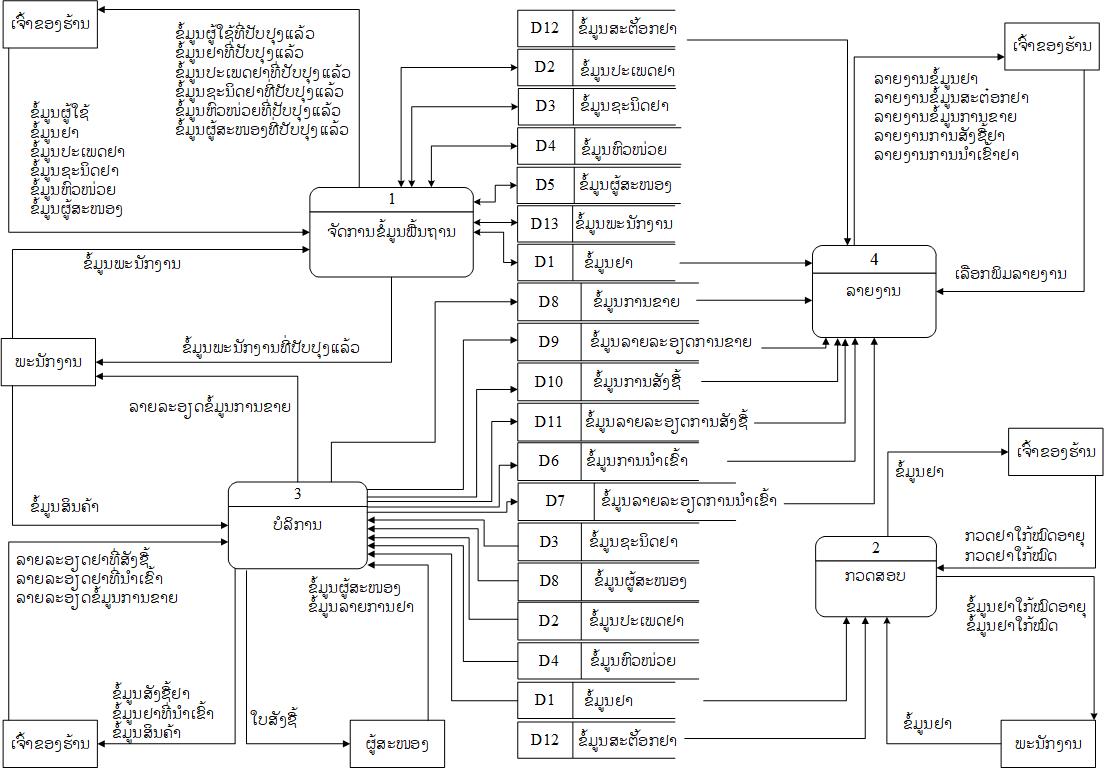 ເຈົ້າຂອງຮ້ານ
ຂໍ້ມູນຜູ້ໃຊ້ທີ່ປັບປຸງແລ້ວ
ຂໍ້ມູນຢາທີ່ປັບປຸງແລ້ວ
ຂໍ້ມູນປະເພດຢາທີ່ປັບປຸງແລ້ວ
ຂໍ້ມູນຊະນິດຢາທີ່ປັບປຸງແລ້ວ
ຂໍ້ມູນຫົວໜ່ວຍທີ່ປັບປຸງແລ້ວ
ຂໍ້ມູນຜູ້ສະໜອງທີ່ປັບປຸງແລ້ວ
ຂໍ້ມູນຜູ້ໃຊ້
ຂໍ້ມູນຢາ
ຂໍ້ມູນປະເພດຢາ
ຂໍ້ມູນຊະນິດຢາ
ຂໍ້ມູນຫົວໜ່ວຍ
ຂໍ້ມູນຜູ້ສະໜອງ
1
ຈັດການຂໍ້ມູນພື້ນຖານ
ຂໍ້ມູນພະນັກງານ
ຂໍ້ມູນພະນັກງານທີ່ປັບປຸງແລ້ວ
ພະນັກງານ
ລາຍລະອຽດຂໍ້ມູນການຂາຍ
ຂໍ້ມູນສິນຄ້າ
3
ບໍລິການ
ລາຍລະອຽດຢາທີ່ສັ່ງຊື້
ລາຍລະອຽດຢາທີ່ນຳເຂົ້າ
ລາຍລະອຽດຂໍ້ມູນການຂາຍ
ຂໍ້ມູນຜູ້ສະໜອງ
ຂໍ້ມູນລາຍການຢາ
ຂໍ້ມູນສັ່ງຊື້ຢາ
ຂໍ້ມູນຢາທີ່ນຳເຂົ້າ
ຂໍ້ມູນສິນຄ້າ
ໃບສັ່ງຊື້
ເຈົ້າຂອງຮ້ານ
ຜູ້ສະໜອງ
D12 ຂໍ້ມູນສະຕ໋ອກຢາ
D2 ຂໍ້ມູນປະເພດຢາ
D3 ຂໍ້ມູນຊະນິດຢາ
D4 ຂໍ້ມູນຫົວໜ່ວຍ
D5 ຂໍ້ມູນຜູ້ສະໜອງ
D13 ຂໍ້ມູນພະນັກງານ
D1 ຂໍ້ມູນຢາ
D8 ຂໍ້ມູນການຂາຍ
D9 ຂໍ້ມູນລາຍລະອຽດການຂາຍ
D10 ຂໍ້ມູນການສັ່ງຊື້
D11 ຂໍ້ມູນລາຍລະອຽດການສັ່ງຊື້
D6 ຂໍ້ມູນການນຳເຂົ້າ
D7 ຂໍ້ມູນລາຍລະອຽດການນຳເຂົ້າ
D3 ຂໍ້ມູນຊະນິດຢາ
D8 ຂໍ້ມູນຜູ້ສະໜອງ
D2 ຂໍ້ມູນປະເພດຢາ
D4 ຂໍ້ມູນຫົວໜ່ວຍ
D1 ຂໍ້ມູນຢາ
D12 ຂໍ້ມູນສະຕ໋ອກຢາ
ເຈົ້າຂອງຮ້ານ
ລາຍງານຂໍ້ມູນຢາ
ລາຍງານຂໍ້ມູນສະຕ໋ອກຢາ
ລາຍງານຂໍ້ມູນການຂາຍ
ລາຍງານການສັ່ງຊື້ຢາ
ລາຍງານການນຳເຂົ້າຢາ
4
ລາຍງານ
ເລືອກພິມລາຍງານ
ເຈົ້າຂອງຮ້ານ
ຂໍ້ມູນຢາ
ກວດຢາໃກ້ໝົດອາຍຸ
ກວດຢາໃກ້ໝົດ
2
ກວດສອບ
ຂໍ້ມູນຢາໃກ້ໝົດອາຍຸ
ຂໍ້ມູນຢາໃກ້ໝົດ
ຂໍ້ມູນຢາ
ພະນັກງານ